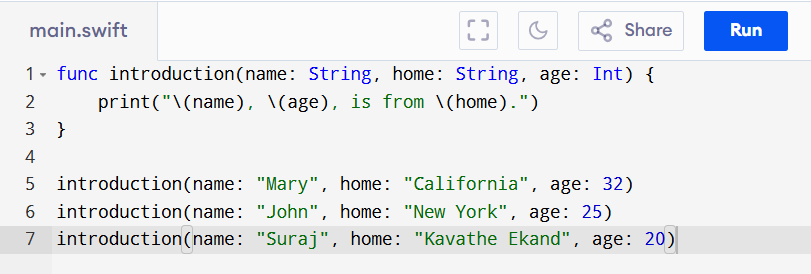 main.swift
Share
Run
1 func introduction(name: String, home: String, age: Int) {
2     print("\(name), \(age), is from \(home).")
3 }
4
5 introduction(name: "Mary", home: "California", age: 32)
6 introduction(name: "John", home: "New York", age: 25)
7 introduction(name: "Suraj", home: "Kavathe Ekand", age: 20)